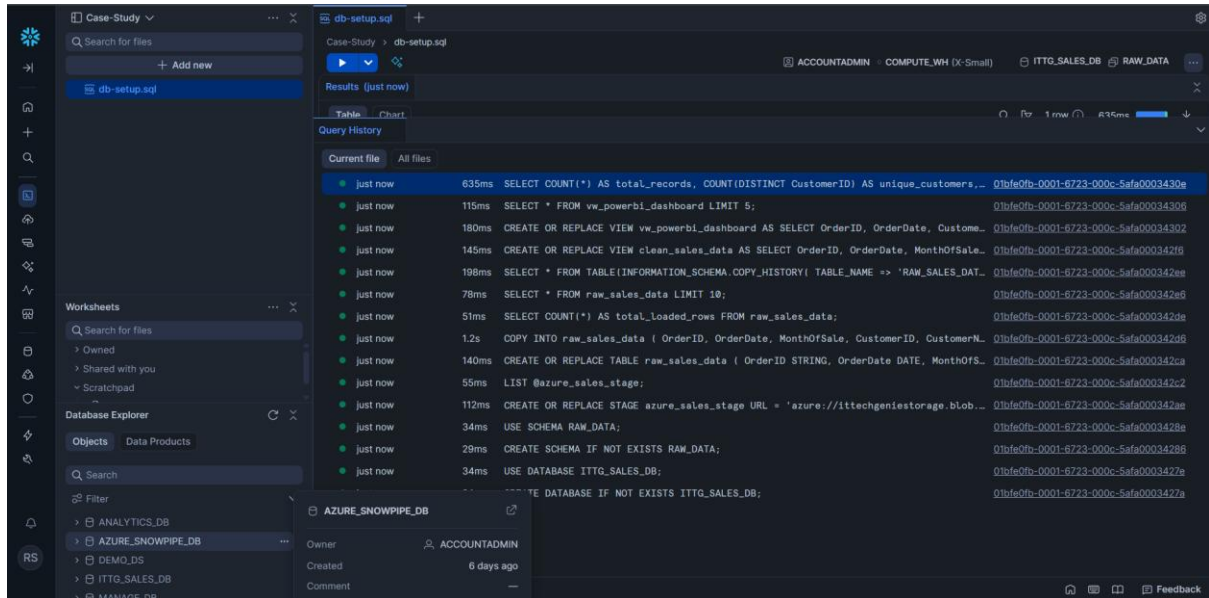 Case-Study
Search for files
+ Add new
db-setup.sql
Worksheets
Search for files
Owned
Shared with you
Scratchpad
Database Explorer
Objects Data Products
Search
Filter
ANALYTICS_DB
AZURE_SNOWPIPE_DB
DEMO_DS
ITTG_SALES_DB
MANAGE_DB
RS
db-setup.sql +
Case-Study > db-setup.sql
ACCOUNTADMIN COMPUTE_WH (X-Small) ITTG_SALES_DB RAW_DATA
Results (just now)
Table Chart 1 row 635ms
Query History
Current file All files
just now 635ms SELECT COUNT(*) AS total_records, COUNT(DISTINCT CustomerID) AS unique_customers,… 01bfe0fb-0001-6723-000c-5afa0003430e
just now 115ms SELECT * FROM vw_powerbi_dashboard LIMIT 5; 01bfe0fb-0001-6723-000c-5afa00034306
just now 180ms CREATE OR REPLACE VIEW vw_powerbi_dashboard AS SELECT OrderID, OrderDate, Custome… 01bfe0fb-0001-6723-000c-5afa00034302
just now 145ms CREATE OR REPLACE VIEW clean_sales_data AS SELECT OrderID, OrderDate, MonthOfSale… 01bfe0fb-0001-6723-000c-5afa000342f6
just now 198ms SELECT * FROM TABLE(INFORMATION_SCHEMA.COPY_HISTORY( TABLE_NAME => 'RAW_SALES_DAT… 01bfe0fb-0001-6723-000c-5afa000342ee
just now 78ms SELECT * FROM raw_sales_data LIMIT 10; 01bfe0fb-0001-6723-000c-5afa000342e6
just now 51ms SELECT COUNT(*) AS total_loaded_rows FROM raw_sales_data; 01bfe0fb-0001-6723-000c-5afa000342de
just now 1.2s COPY INTO raw_sales_data ( OrderID, OrderDate, MonthOfSale, CustomerID, CustomerN… 01bfe0fb-0001-6723-000c-5afa000342d6
just now 140ms CREATE OR REPLACE TABLE raw_sales_data ( OrderID STRING, OrderDate DATE, MonthOfS… 01bfe0fb-0001-6723-000c-5afa000342ca
just now 55ms LIST @azure_sales_stage; 01bfe0fb-0001-6723-000c-5afa000342c2
just now 112ms CREATE OR REPLACE STAGE azure_sales_stage URL = 'azure://ittechgeniestorage.blob.… 01bfe0fb-0001-6723-000c-5afa000342ae
just now 34ms USE SCHEMA RAW_DATA; 01bfe0fb-0001-6723-000c-5afa0003428e
just now 29ms CREATE SCHEMA IF NOT EXISTS RAW_DATA; 01bfe0fb-0001-6723-000c-5afa00034286
just now 34ms USE DATABASE ITTG_SALES_DB; 01bfe0fb-0001-6723-000c-5afa0003427e
DATABASE IF NOT EXISTS ITTG_SALES_DB; 01bfe0fb-0001-6723-000c-5afa0003427a
AZURE_SNOWPIPE_DB
Owner ACCOUNTADMIN
Created 6 days ago
Comment —
Feedback